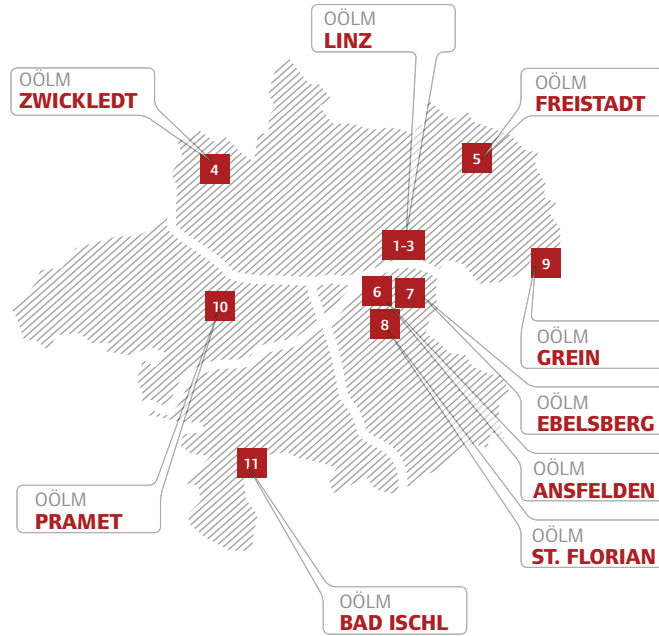 OÖLM
LINZ
OÖLM
ZWICKLEDT
OÖLM
FREISTADT
4
5
1-3
9
6
7
10
8
OÖLM
GREIN
OÖLM
EBELSBERG
11
OÖLM
ANSFELDEN
OÖLM
PRAMET
OÖLM
ST. FLORIAN
OÖLM
BAD ISCHL